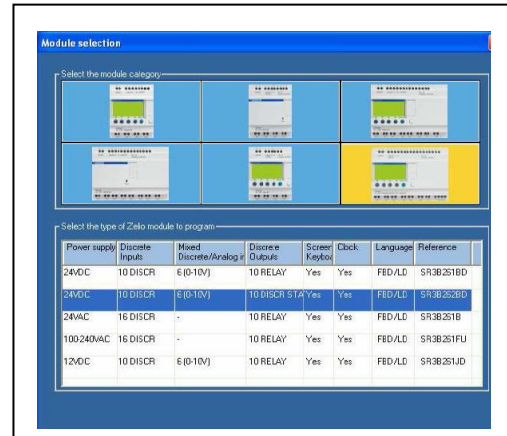 Module selection
Select the module category
Select the type of Zelio module to program
Power supply Discrete Inputs Mixed Discrete/Analog ir Discrete Outputs Screen Keyboa Clock Language Reference
24VDC 10 DISCR 6 (0-10V) 10 RELAY Yes Yes FBD/LD SR3B261BD
24VDC 10 DISCR 6 (0-10V) 10 DISCR STA Yes Yes FBD/LD SR3B262BD
24VAC 16 DISCR - 10 RELAY Yes Yes FBD/LD SR3B261B
100-240VAC 16 DISCR - 10 RELAY Yes Yes FBD/LD SR3B261FU
12VDC 10 DISCR 6 (0-10V) 10 RELAY Yes Yes FBD/LD SR3B261JD